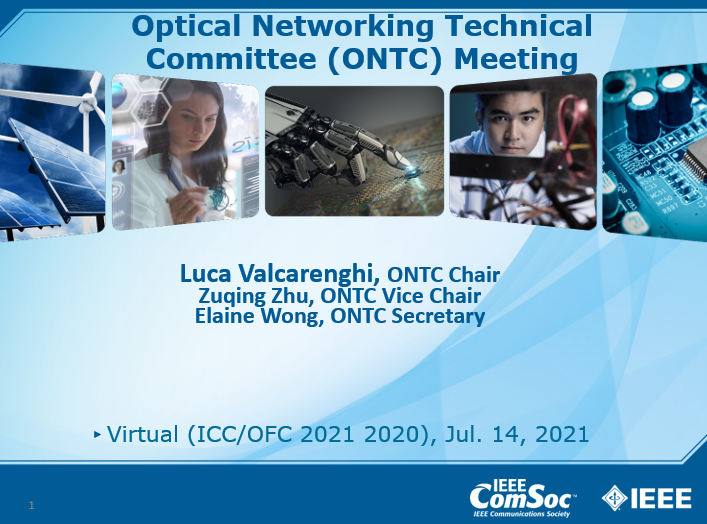 Optical Networking Technical
Committee (ONTC) Meeting
Luca Valcarenghi, ONTC Chair
Zuqing Zhu, ONTC Vice Chair
Elaine Wong, ONTC Secretary
▸ Virtual (ICC/OFC 2021 2020), Jul. 14, 2021
1
IEEE
ComSoc™
IEEE Communications Society
IEEE